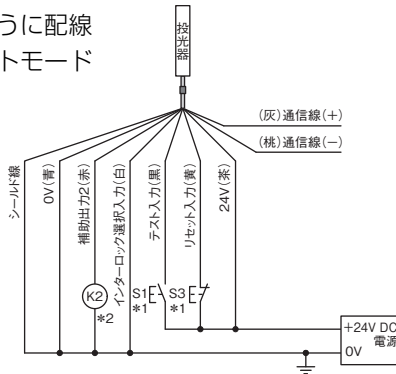 うに配線
トモード
投光器
(灰)通信線(+)
(桃)通信線(ー)
シールド線
0V(青)
補助出力2(赤)
インターロック選択入力(白)
テスト入力(黒)
リセット入力(黄)
24V(茶)
K2
*2
S1
*1
S3
*1
+24V DC
電源
0V